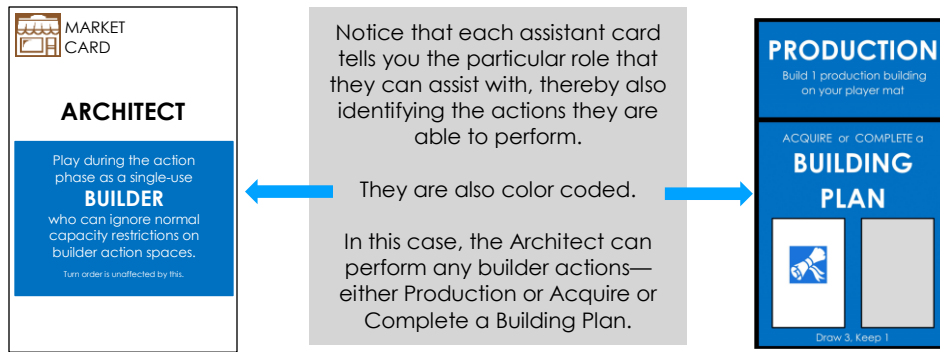 MARKET
CARD
ARCHITECT
Play during the action
phase as a single-use
BUILDER
who can ignore normal
capacity restrictions on
builder action spaces.
Turn order is unaffected by this.
Notice that each assistant card
tells you the particular role that
they can assist with, thereby also
identifying the actions they are
able to perform.
They are also color coded.
In this case, the Architect can
perform any builder actions—
either Production or Acquire or
Complete a Building Plan.
PRODUCTION
Build 1 production building
on your player mat
ACQUIRE or COMPLETE a
BUILDING
PLAN
Draw 3, Keep 1